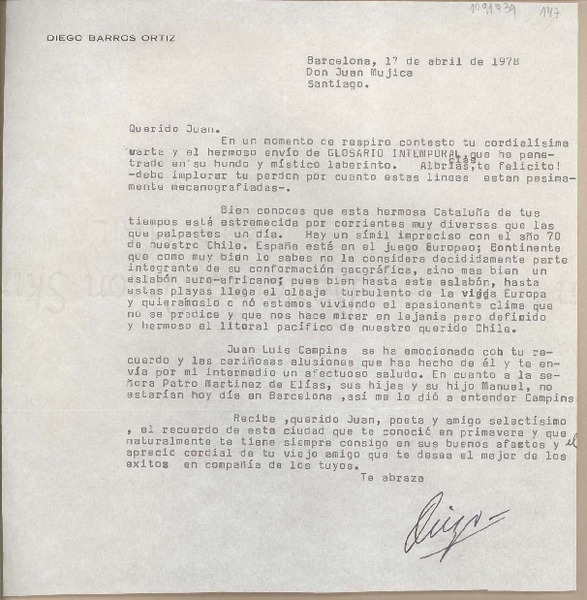 1091939 147
DIEGO BARROS ORTIZ
Barcelona, 17 de abril de 1978
Don Juan Mujica
Santiago.
Querido Juan.
En un momento de respiro contesto tu cordialísima
carta y el hermoso envío de GLOSARIO INTEMPORAL, que he pene-
trado en su hundo y místico laberinto. Albricias, te Felicito!
-debo implorar tu perdon por cuanto estas lineas estan pesima-
mente mecanografiadas-.
Bien conoces que esta hermosa Cataluña de tus
tiempos está estremecida por corrientes muy diversas que las
que palpastes un día. Hay un símil impreciso con el año 70
de nuestro Chile. España está en el juego Europeo; Continente
que como muy bien lo sabes no la considera decididamente parte
integrante de su conformación geográfica, sino mas bien un
eslabón euro-africano; pues bien hasta este eslabón, hasta
estas playas llega el oleaje turbulento de la vieja Europa
y quieramoslo o nó estamos viviendo el apasionante clima que
no se predice y que nos hace mirar en lejanía pero definido
y hermoso el litoral pacífico de nuestro querido Chile.
Juan Luis Campins se ha emocionado coh tu re-
cuerdo y las cariñosas alusiones que has hecho de él y te en-
vía por mi intermedio un afectuoso saludo. En cuanto a la se-
ñora Patro Martinez de Elías, sus hijas y su hijo Manuel, no
estarían hoy día en Barcelona ,así me lo dió a entender Campins
Recibe ,querido Juan, poeta y amigo selectísimo
, el recuerdo de esta ciudad que te conoció en primavera y que
naturalmente te tiene siempre consigo en sus buenos afectos y el
aprecio cordial de tu viejo amigo que te desea el mejor de los
exitos en compañía de los tuyos.
Te abraza
Diego